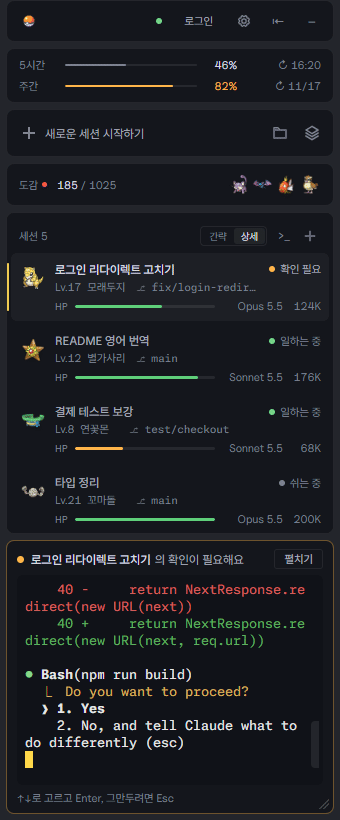 로그인
5시간 46% 16:20
주간 82% 11/17
새로운 세션 시작하기
도감 185 / 1025
세션 5 간략 상세 >_
로그인 리다이렉트 고치기 확인 필요
Lv.17 모래두지 fix/login-redir…
HP Opus 5.5 124K
README 영어 번역 일하는 중
Lv.12 별가사리 main
HP Sonnet 5.5 176K
결제 테스트 보강 일하는 중
Lv.8 연꽃몬 test/checkout
HP Sonnet 5.5 68K
타입 정리 쉬는 중
Lv.21 꼬마돌 main
HP Opus 5.5 200K
로그인 리다이렉트 고치기 의 확인이 필요해요 펼치기
40 - return NextResponse.re
direct(new URL(next))
40 + return NextResponse.re
direct(new URL(next, req.url))
● Bash(npm run build)
⎿ Do you want to proceed?
❯ 1. Yes
2. No, and tell Claude what to
do differently (esc)
↑↓로 고르고 Enter, 그만두려면 Esc